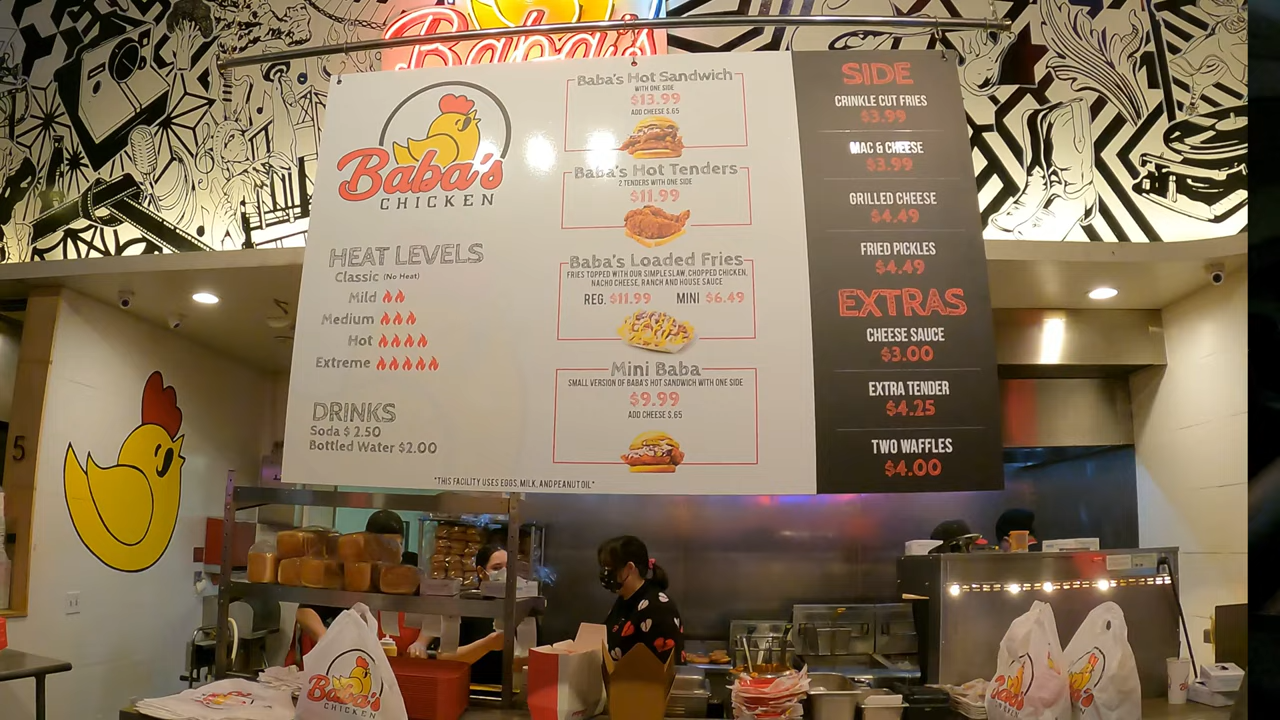 Baba's
Baba's
CHICKEN
HEAT LEVELS
Classic (No Heat)
Mild
Medium
Hot
Extreme
DRINKS
Soda $ 2.50
Bottled Water $2.00
Baba's Hot Sandwich
WITH ONE SIDE
$13.99
ADD CHEESE $.65
Baba's Hot Tenders
2 TENDERS WITH ONE SIDE
$11.99
Baba's Loaded Fries
FRIES TOPPED WITH OUR SIMPLE SLAW, CHOPPED CHICKEN,
NACHO CHEESE, RANCH AND HOUSE SAUCE
REG. $11.99 MINI $6.49
Mini Baba
SMALL VERSION OF BABA'S HOT SANDWICH WITH ONE SIDE
$9.99
ADD CHEESE $.65
*THIS FACILITY USES EGGS, MILK, AND PEANUT OIL*
SIDE
CRINKLE CUT FRIES
$3.99
MAC & CHEESE
$3.99
GRILLED CHEESE
$4.49
FRIED PICKLES
$4.49
EXTRAS
CHEESE SAUCE
$3.00
EXTRA TENDER
$4.25
TWO WAFFLES
$4.00
5
Baba's
CHICKEN